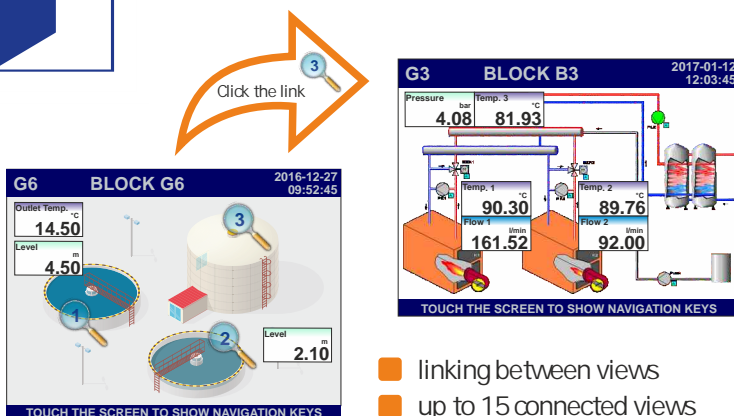 3
Click the link
G6 BLOCK G6 2016-12-27
09:52:45
Outlet Temp.
°C
14.50
Level
m
4.50
3
1
2
Level
m
2.10
TOUCH THE SCREEN TO SHOW NAVIGATION KEYS
G3 BLOCK B3 2017-01-12
12:03:45
Pressure
bar
4.08
Temp. 3
°C
81.93
Temp. 1
°C
90.30
Temp. 2
°C
89.76
Flow 1
l/min
161.52
Flow 2
l/min
92.00
TOUCH THE SCREEN TO SHOW NAVIGATION KEYS
linking between views
up to 15 connected views